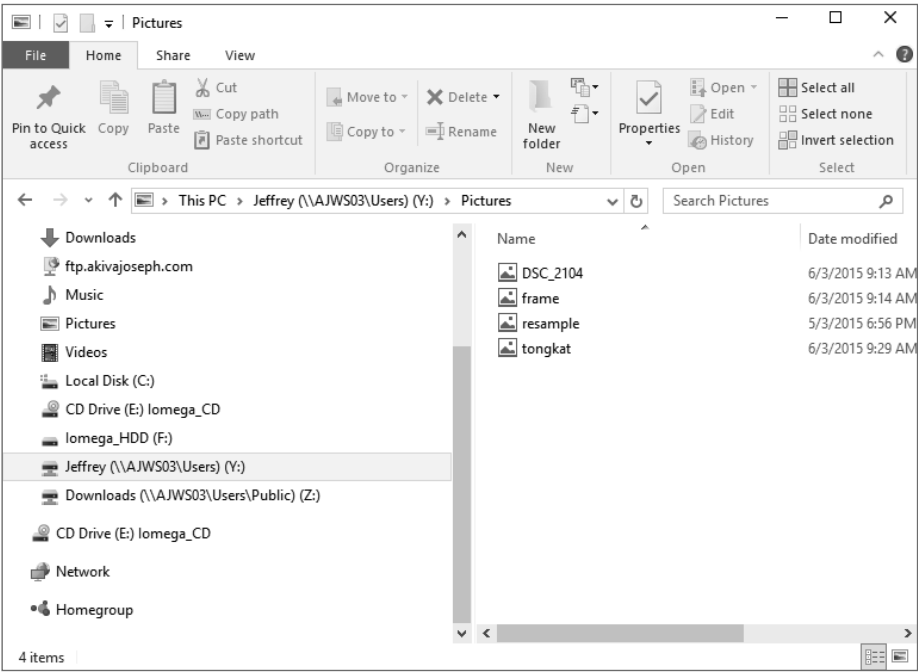 Pictures
File Home Share View
Pin to Quick access
Copy
Paste
Cut
Copy path
Paste shortcut
Clipboard
Move to
Copy to
Delete
Rename
Organize
New folder
New
Properties
Open
Edit
History
Open
Select all
Select none
Invert selection
Select
This PC > Jeffrey (\\AJWS03\Users) (Y:) > Pictures
Search Pictures
Downloads
ftp.akivajoseph.com
Music
Pictures
Videos
Local Disk (C:)
CD Drive (E:) Iomega_CD
Iomega_HDD (F:)
Jeffrey (\\AJWS03\Users) (Y:)
Downloads (\\AJWS03\Users\Public) (Z:)
CD Drive (E:) Iomega_CD
Network
Homegroup
Name Date modified
DSC_2104 6/3/2015 9:13 AM
frame 6/3/2015 9:14 AM
resample 5/3/2015 6:56 PM
tongkat 6/3/2015 9:29 AM
4 items